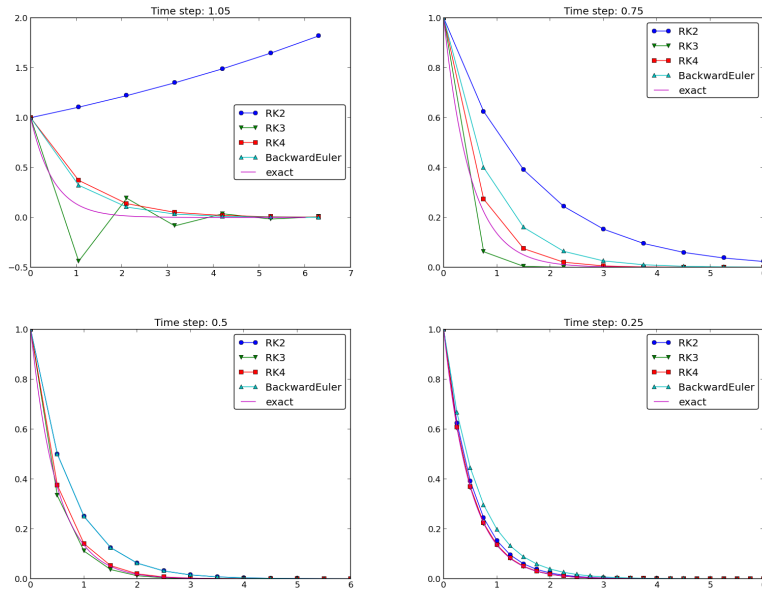 Time step: 1.05
2.0
1.5
1.0
0.5
0.0
−0.5
0 1 2 3 4 5 6 7
RK2
RK3
RK4
BackwardEuler
exact
Time step: 0.75
1.0
0.8
0.6
0.4
0.2
0.0
0 1 2 3 4 5 6
RK2
RK3
RK4
BackwardEuler
exact
Time step: 0.5
1.0
0.8
0.6
0.4
0.2
0.0
0 1 2 3 4 5 6
RK2
RK3
RK4
BackwardEuler
exact
Time step: 0.25
1.0
0.8
0.6
0.4
0.2
0.0
0 1 2 3 4 5 6
RK2
RK3
RK4
BackwardEuler
exact